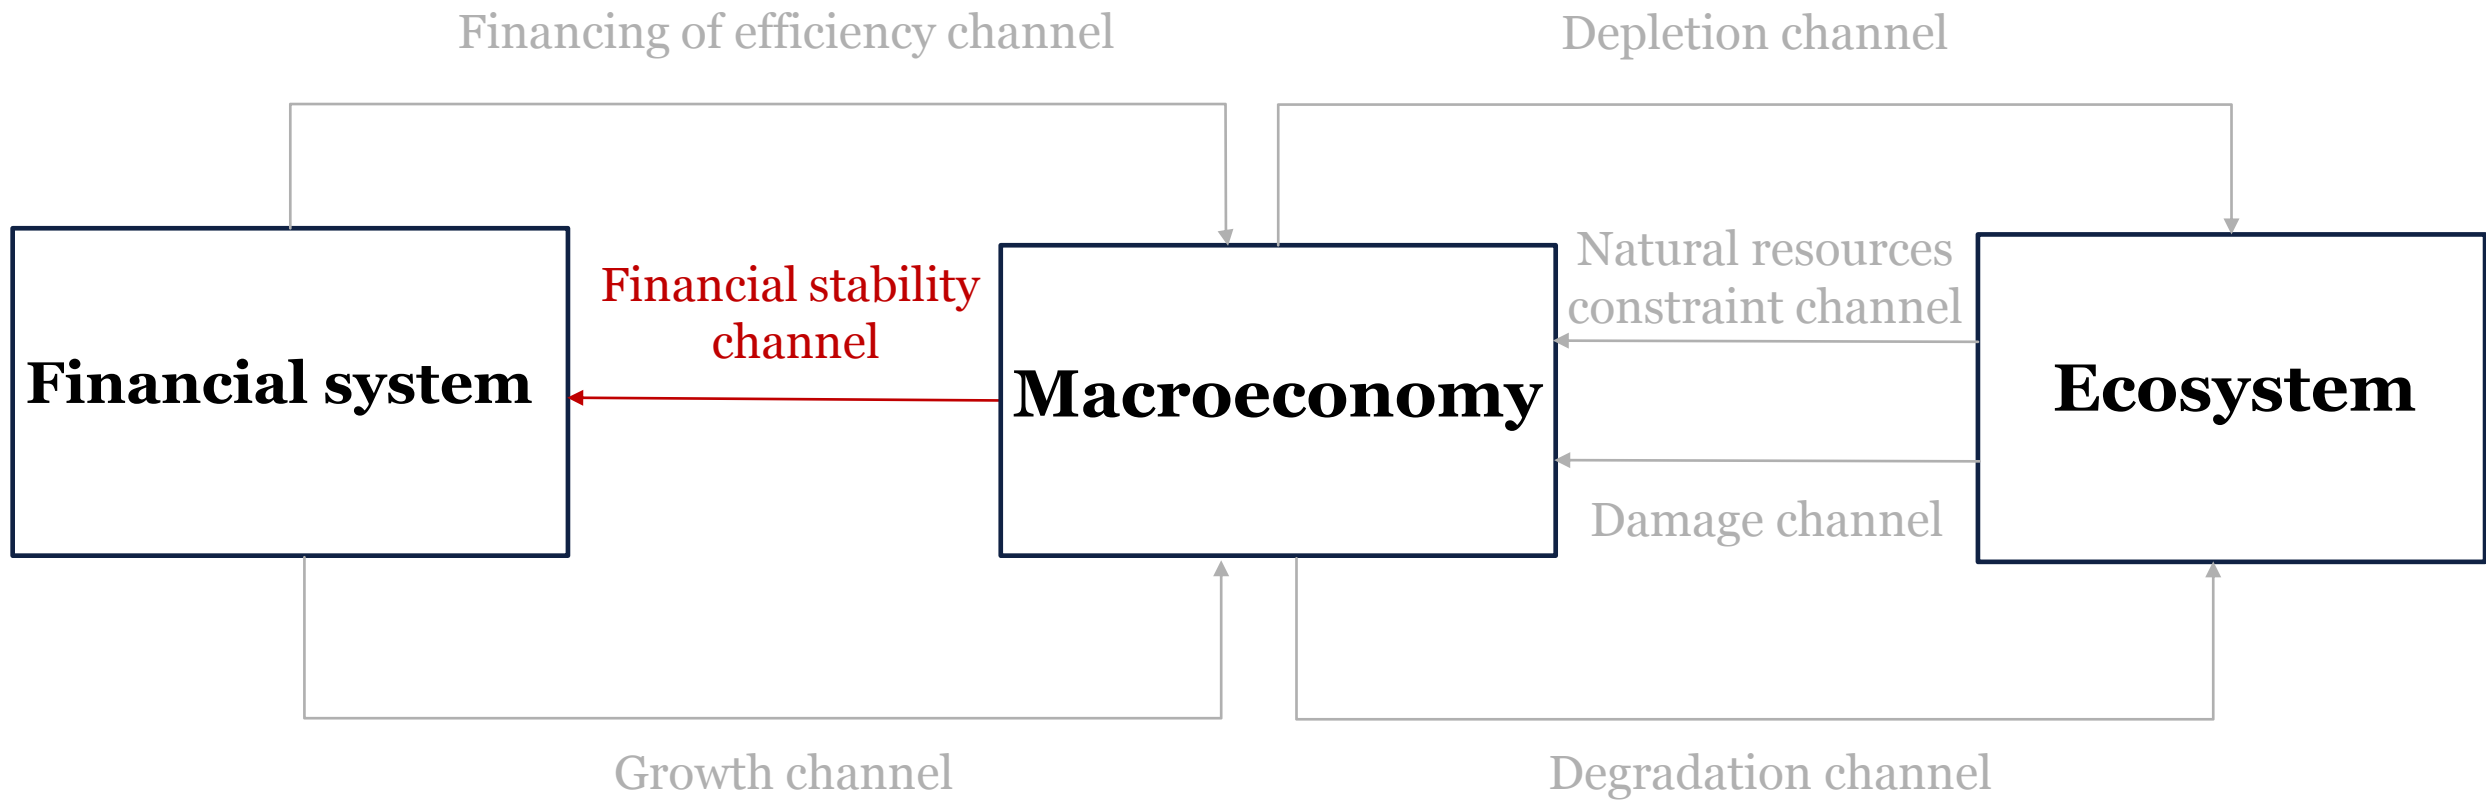 Financing of efficiency channel
Depletion channel
Financial stability
channel
Natural resources
constraint channel
Financial system
Macroeconomy
Ecosystem
Damage channel
Growth channel
Degradation channel